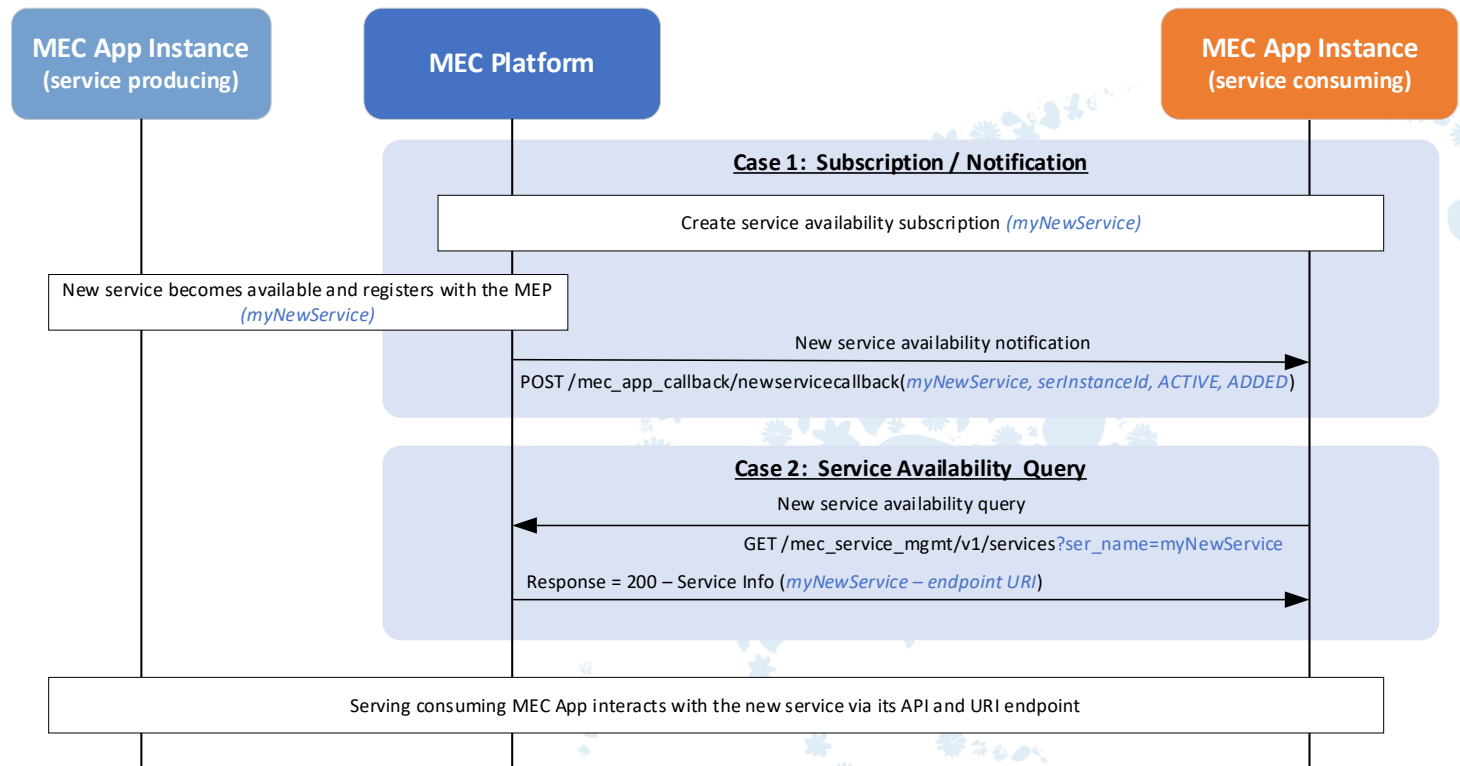 MEC App Instance
(service producing)
MEC Platform
MEC App Instance
(service consuming)
Case 1: Subscription / Notification
Create service availability subscription (myNewService)
New service becomes available and registers with the MEP
(myNewService)
New service availability notification
POST /mec_app_callback/newservicecallback(myNewService, serInstanceId, ACTIVE, ADDED)
Case 2: Service Availability Query
New service availability query
GET /mec_service_mgmt/v1/services?ser_name=myNewService
Response = 200 – Service Info (myNewService – endpoint URI)
Serving consuming MEC App interacts with the new service via its API and URI endpoint